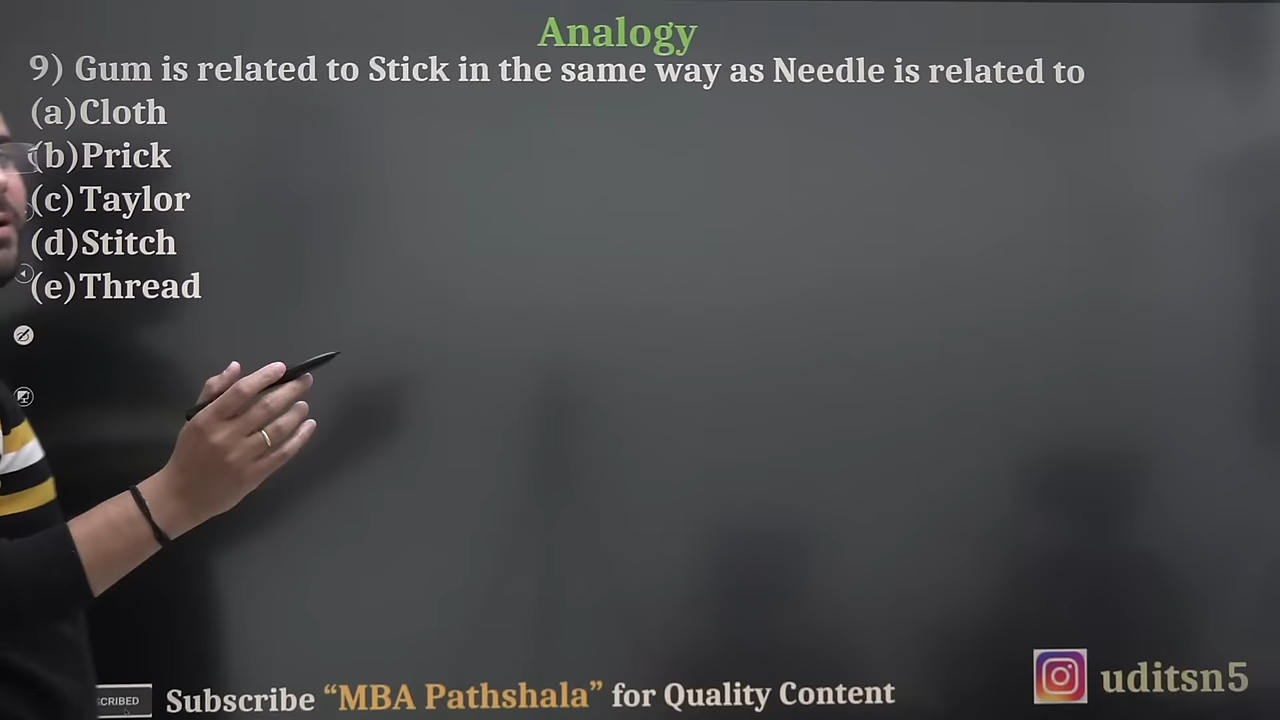 Analogy
9) Gum is related to Stick in the same way as Needle is related to
(a)Cloth
(b)Prick
(c)Taylor
(d)Stitch
(e)Thread
SCRIBED
Subscribe “MBA Pathshala” for Quality Content
uditsn5